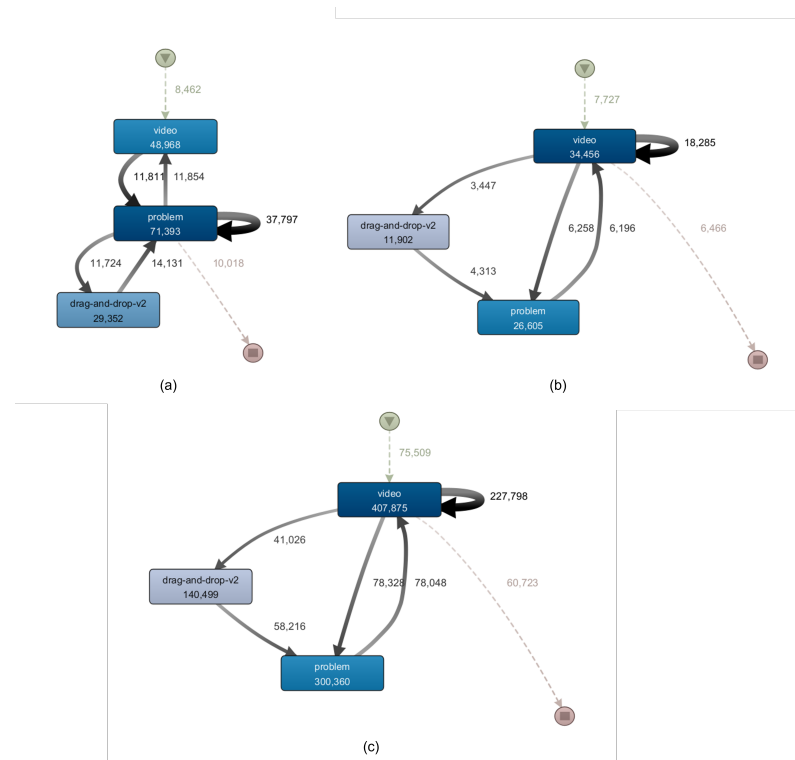 8,462
video
48,968
11,811
11,854
problem
71,393
37,797
11,724
14,131
10,018
drag-and-drop-v2
29,352
(a)
7,727
video
34,456
18,285
3,447
drag-and-drop-v2
11,902
6,258
6,196
6,466
4,313
problem
26,605
(b)
75,509
video
407,875
227,798
41,026
drag-and-drop-v2
140,499
78,328
78,048
60,723
58,216
problem
300,360
(c)